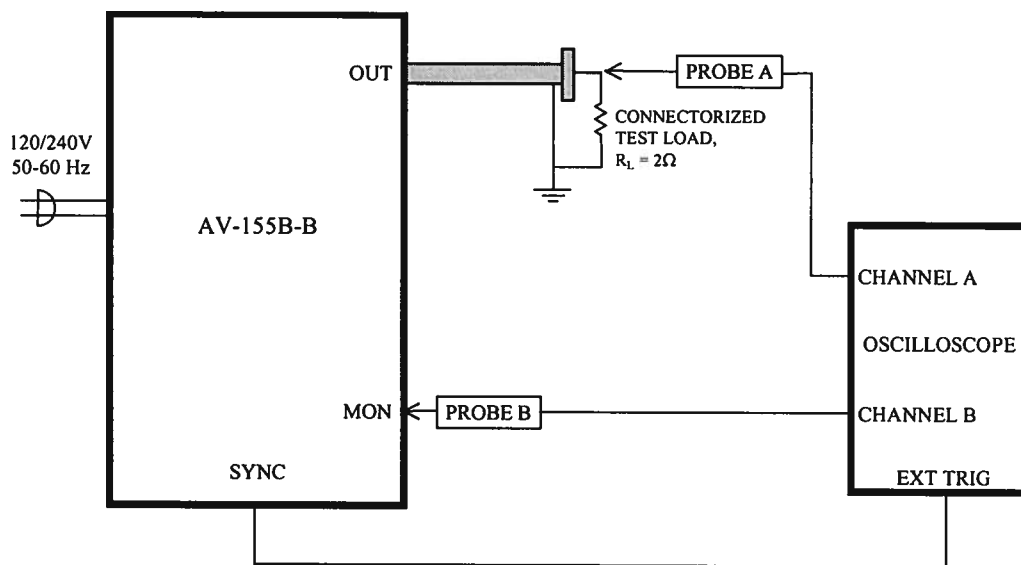 OUT
PROBE A
CONNECTORIZED
TEST LOAD,
R_L = 2Ω
120/240V
50-60 Hz
AV-155B-B
CHANNEL A
OSCILLOSCOPE
MON
PROBE B
CHANNEL B
SYNC
EXT TRIG